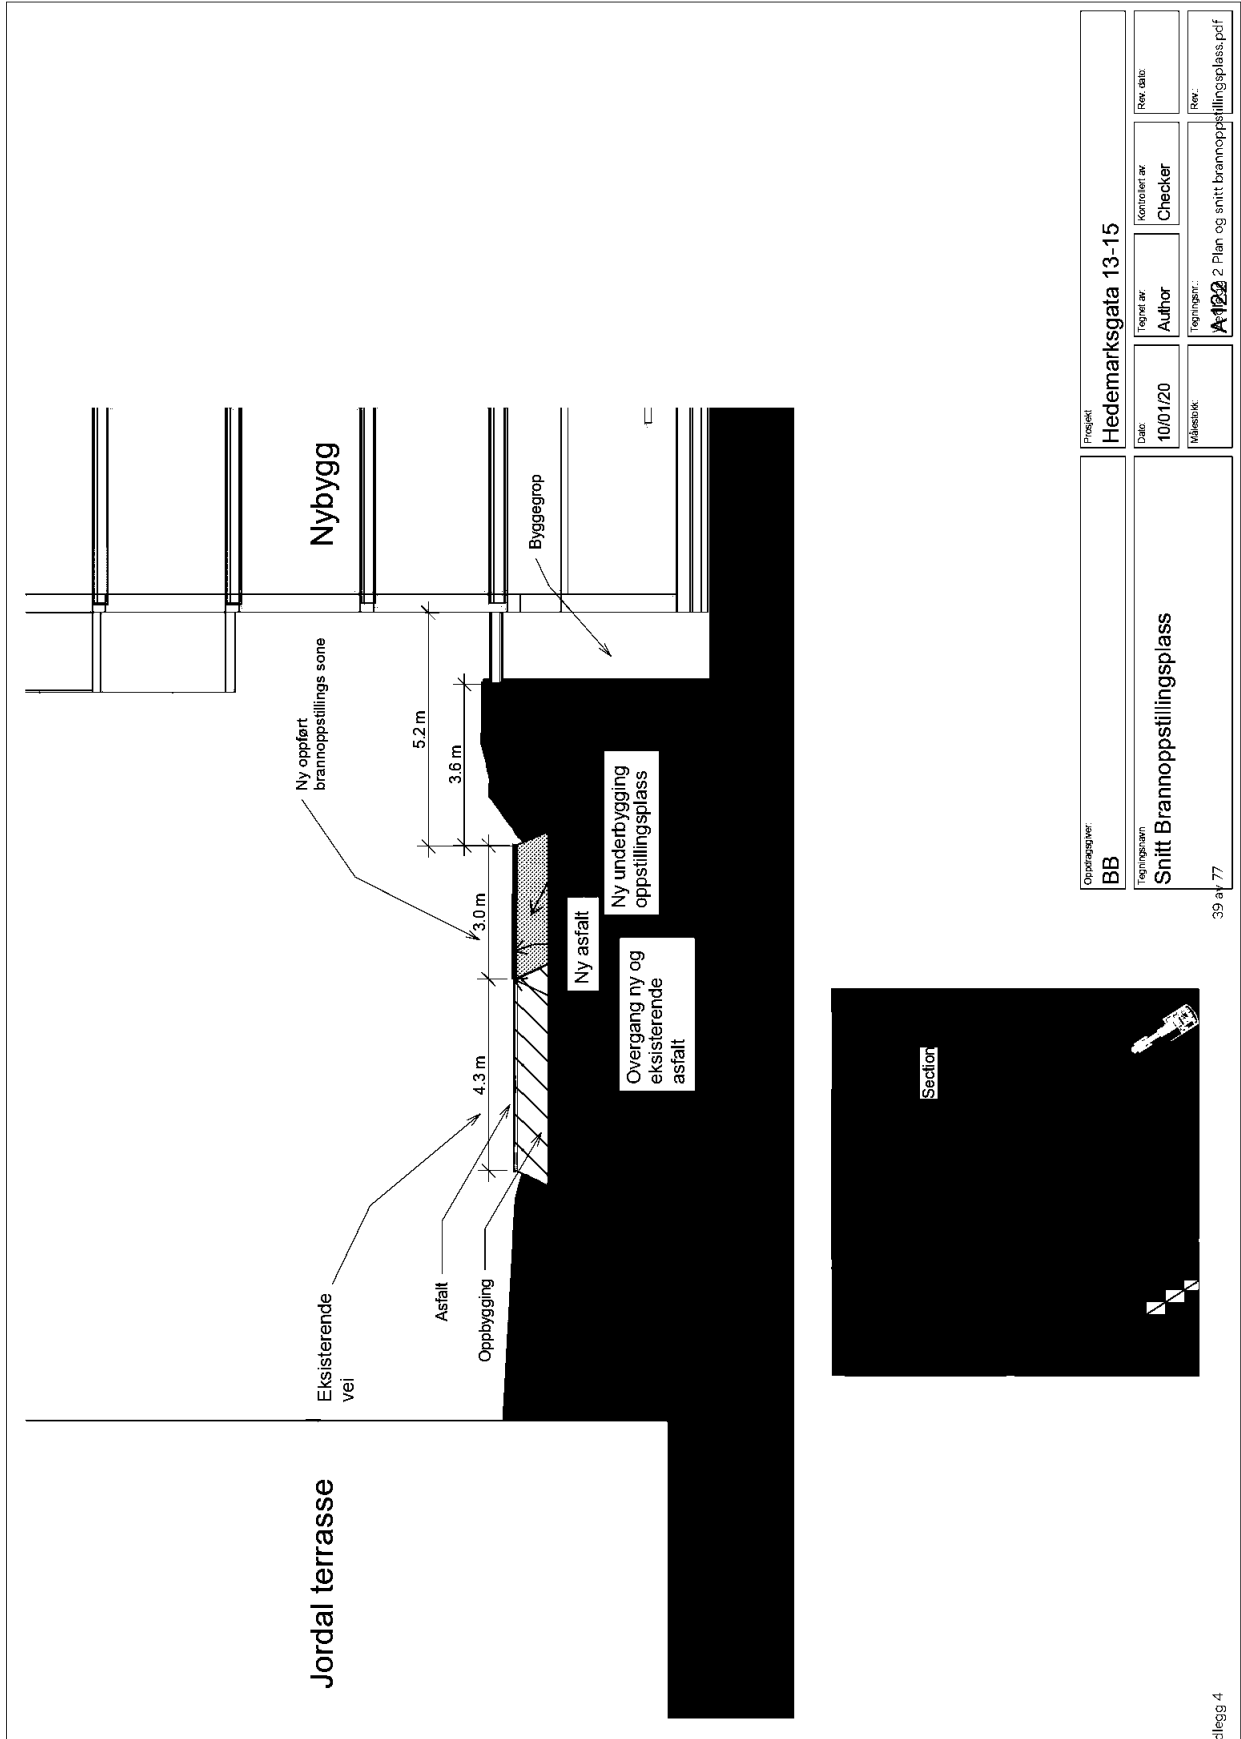 Jordal terrasse
Nybygg
Eksisterende
vei
Ny oppført
brannoppstillings sone
Asfalt
Oppbygging
Byggegrop
4.3 m
3.0 m
3.6 m
5.2 m
Ny asfalt
Ny underbygging
oppstillingsplass
Overgang ny og
eksisterende
asfalt
Section
Oppdragsgiver:
BB
Prosjekt
Hedemarksgata 13-15
Tegningsnavn
Snitt Brannoppstillingsplass
Dato:
10/01/20
Tegnet av:
Author
Kontrollert av:
Checker
Rev. dato:
Målestokk:
Tegningsnr.:
A122
2 Plan og snitt brannoppstillingsplass.pdf
Rev.:
39 av 77
dlegg 4